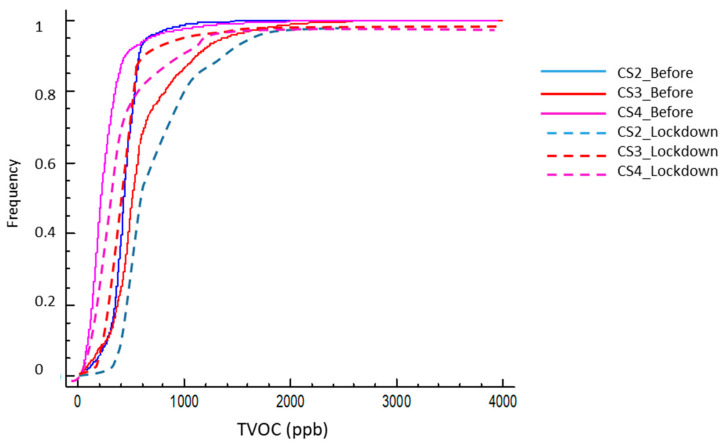 1
0.8
0.6
0.4
0.2
0
Frequency
0 1000 2000 3000 4000
TVOC (ppb)
CS2_Before
CS3_Before
CS4_Before
CS2_Lockdown
CS3_Lockdown
CS4_Lockdown